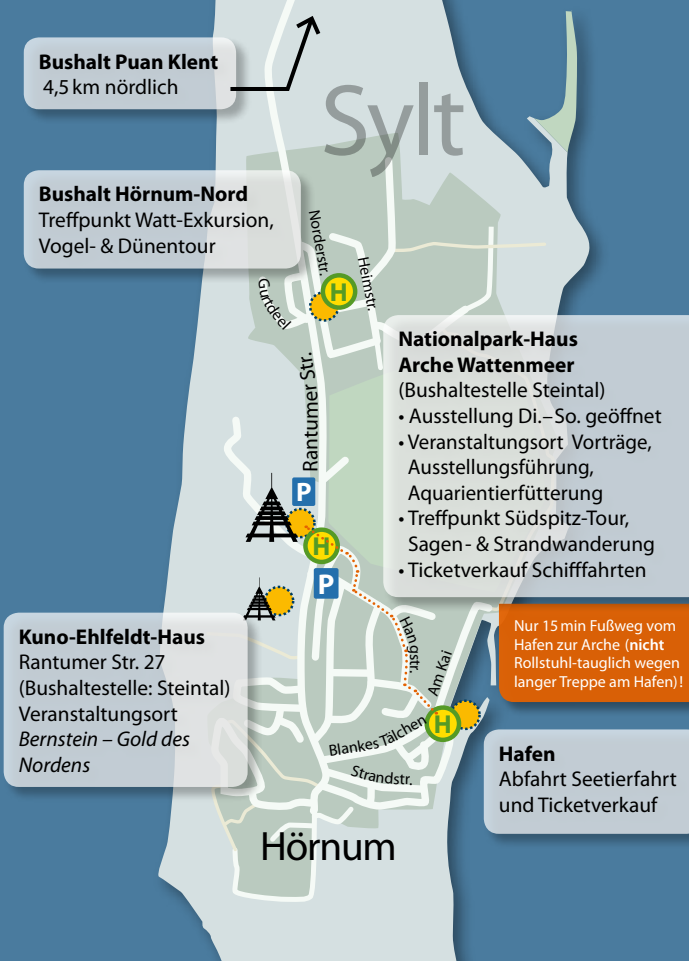 Bushalt Puan Klent
4,5 km nördlich
Sylt
Bushalt Hörnum-Nord
Treffpunkt Watt-Exkursion,
Vogel- & Dünentour
Norderstr.
Heimstr.
Gurtdeel
H
Rantumer Str.
Nationalpark-Haus
Arche Wattenmeer
(Bushaltestelle Steintal)
• Ausstellung Di.–So. geöffnet
• Veranstaltungsort Vorträge,
Ausstellungsführung,
Aquarientierfütterung
• Treffpunkt Südspitz-Tour,
Sagen- & Strandwanderung
• Ticketverkauf Schifffahrten
P
H
P
Nur 15 min Fußweg vom
Hafen zur Arche (nicht
Rollstuhl-tauglich wegen
langer Treppe am Hafen)!
Kuno-Ehlfeldt-Haus
Rantumer Str. 27
(Bushaltestelle: Steintal)
Veranstaltungsort
Bernstein – Gold des
Nordens
Hangstr.
Am Kai
H
Blankes Tälchen
Strandstr.
Hafen
Abfahrt Seetierfahrt
und Ticketverkauf
Hörnum